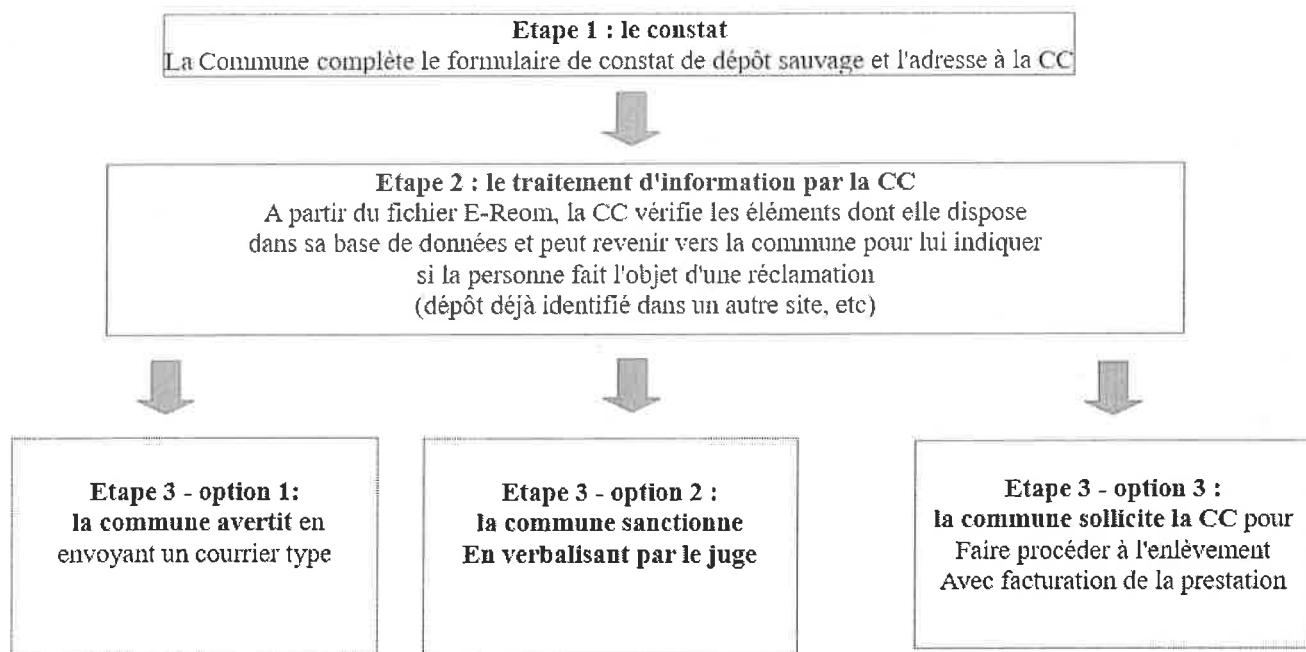 Etape 1 : le constat
La Commune complète le formulaire de constat de dépôt sauvage et l'adresse à la CC
Etape 2 : le traitement d'information par la CC
A partir du fichier E-Reom, la CC vérifie les éléments dont elle dispose
dans sa base de données et peut revenir vers la commune pour lui indiquer
si la personne fait l'objet d'une réclamation
(dépôt déjà identifié dans un autre site, etc)
Etape 3 - option 1:
la commune avertit en
envoyant un courrier type
Etape 3 - option 2 :
la commune sanctionne
En verbalisant par le juge
Etape 3 - option 3 :
la commune sollicite la CC pour
Faire procéder à l'enlèvement
Avec facturation de la prestation